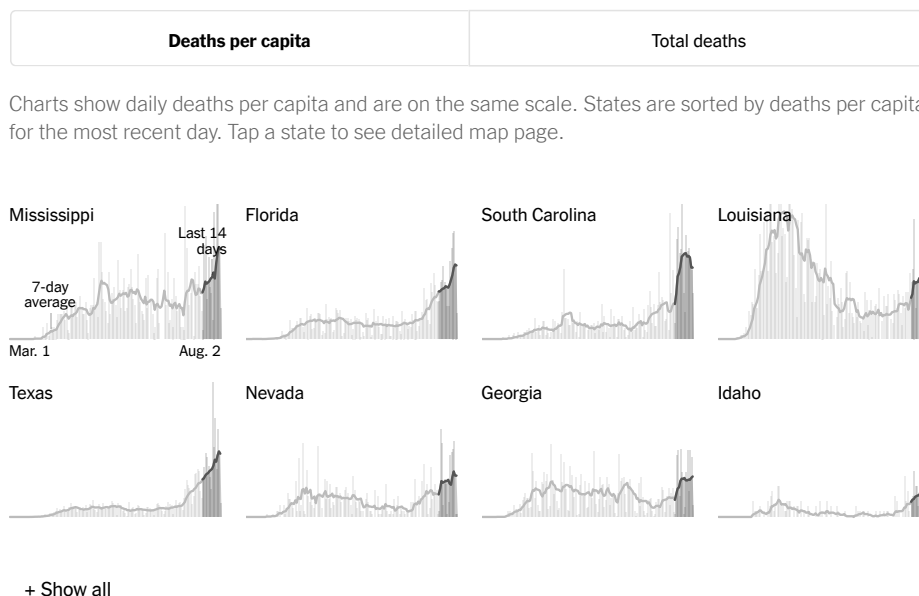 Deaths per capita
Total deaths
Charts show daily deaths per capita and are on the same scale. States are sorted by deaths per capita
for the most recent day. Tap a state to see detailed map page.
Mississippi
Florida
South Carolina
Louisiana
Last 14
days
7-day
average
Mar. 1
Aug. 2
Texas
Nevada
Georgia
Idaho
+ Show all